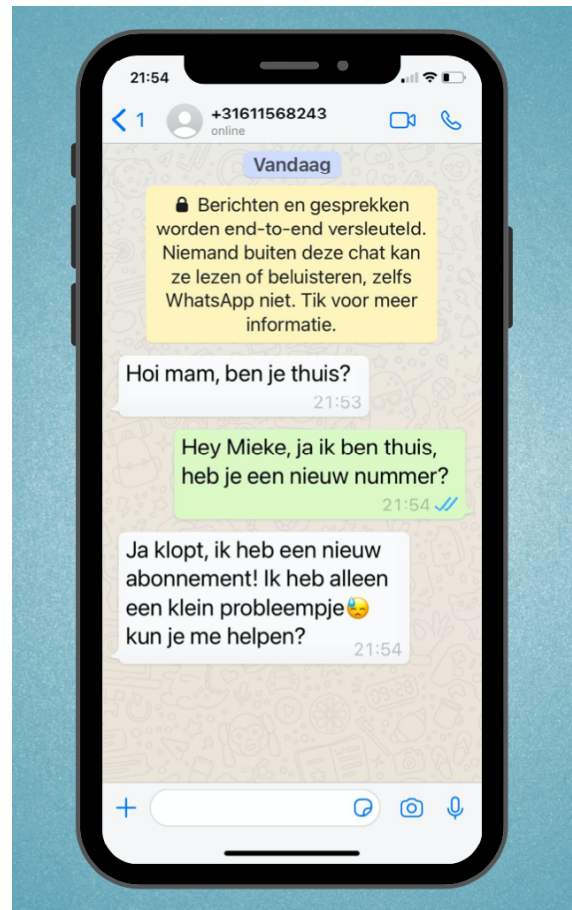 21:54
1
+31611568243
online
Vandaag
Berichten en gesprekken
worden end-to-end versleuteld.
Niemand buiten deze chat kan
ze lezen of beluisteren, zelfs
WhatsApp niet. Tik voor meer
informatie.
Hoi mam, ben je thuis?
21:53
Hey Mieke, ja ik ben thuis,
heb je een nieuw nummer?
21:54
Ja klopt, ik heb een nieuw
abonnement! Ik heb alleen
een klein probleempje😓
kun je me helpen?
21:54